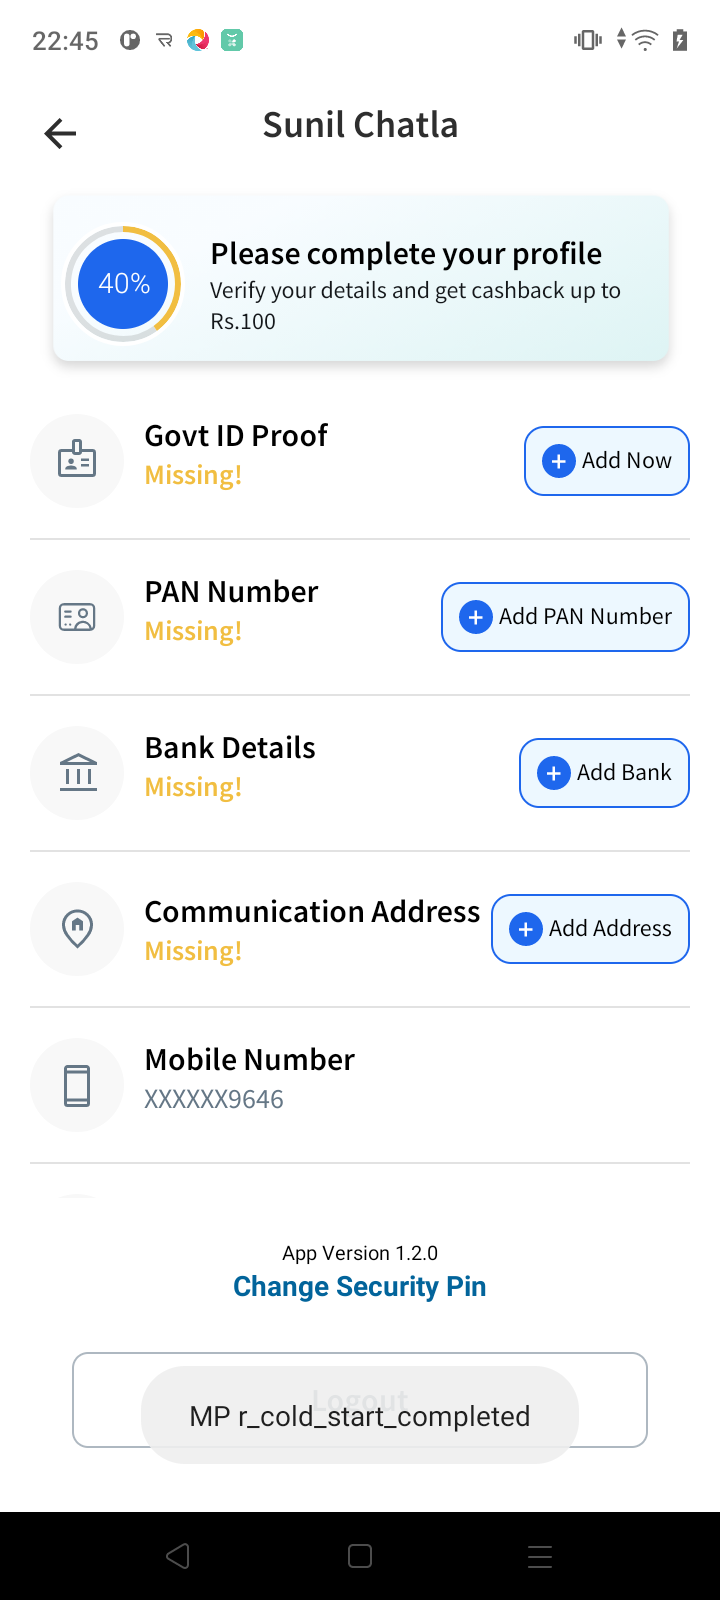 22:45
Sunil Chatla
40%
Please complete your profile
Verify your details and get cashback up to
Rs.100
Govt ID Proof
Missing!
Add Now
PAN Number
Missing!
Add PAN Number
Bank Details
Missing!
Add Bank
Communication Address
Missing!
Add Address
Mobile Number
XXXXXX9646
App Version 1.2.0
Change Security Pin
Logout
MP r_cold_start_completed